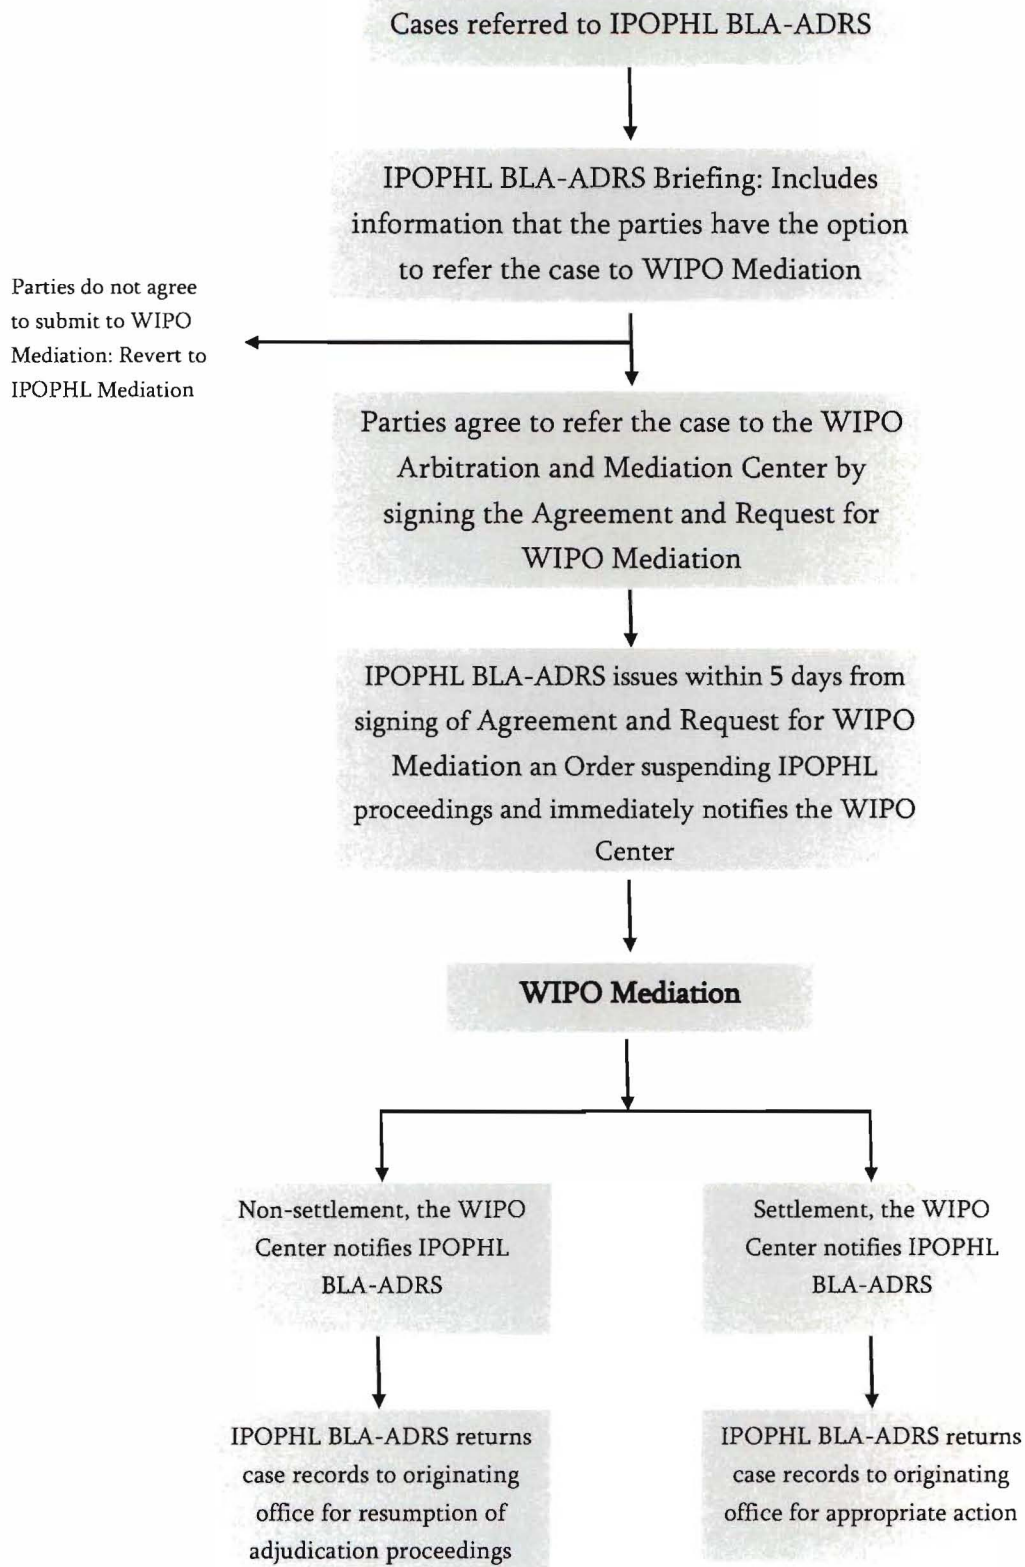 Cases referred to IPOPHL BLA-ADRS
IPOPHL BLA-ADRS Briefing: Includes
information that the parties have the option
to refer the case to WIPO Mediation
Parties do not agree
to submit to WIPO
Mediation: Revert to
IPOPHL Mediation
Parties agree to refer the case to the WIPO
Arbitration and Mediation Center by
signing the Agreement and Request for
WIPO Mediation
IPOPHL BLA-ADRS issues within 5 days from
signing of Agreement and Request for WIPO
Mediation an Order suspending IPOPHL
proceedings and immediately notifies the WIPO
Center
WIPO Mediation
Non-settlement, the WIPO
Center notifies IPOPHL
BLA-ADRS
Settlement, the WIPO
Center notifies IPOPHL
BLA-ADRS
IPOPHL BLA-ADRS returns
case records to originating
office for resumption of
adjudication proceedings
IPOPHL BLA-ADRS returns
case records to originating
office for appropriate action